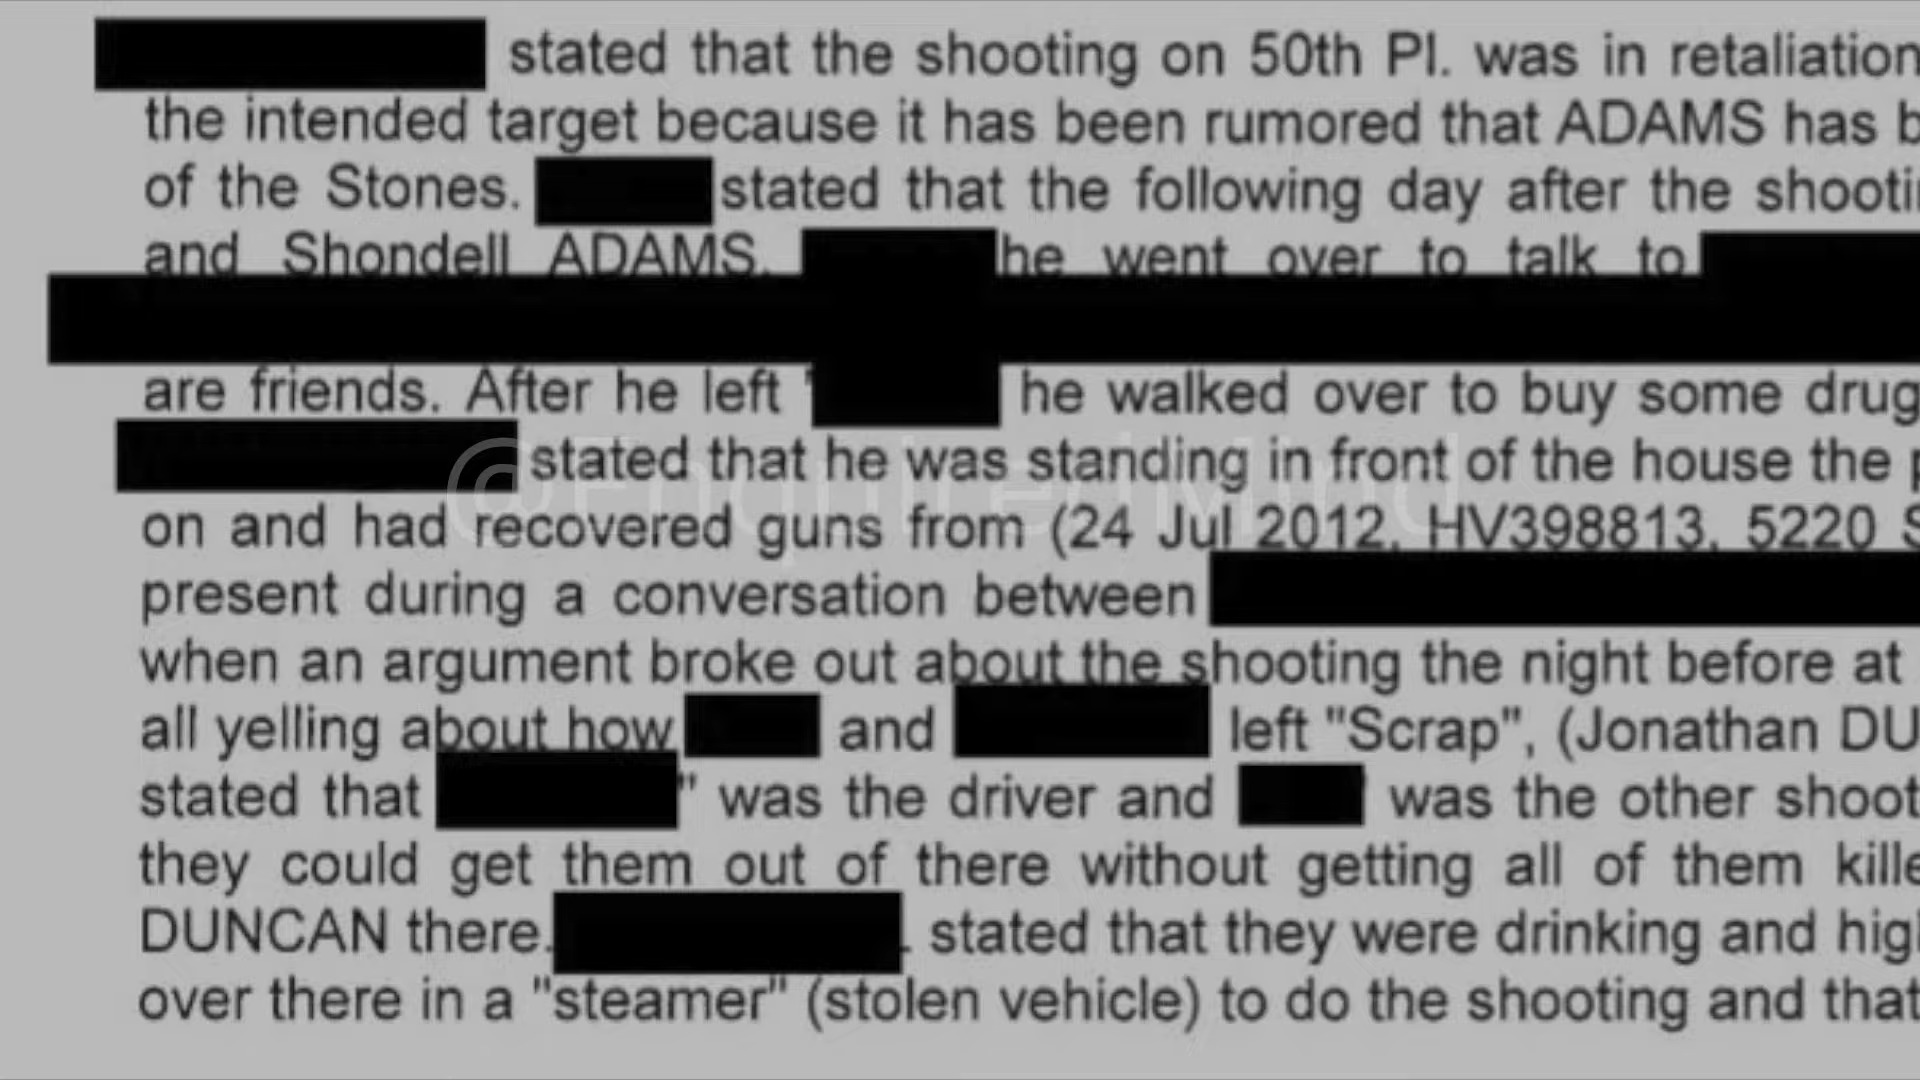 stated that the shooting on 50th Pl. was in retaliation
the intended target because it has been rumored that ADAMS has b
of the Stones. stated that the following day after the shootin
and Shondell ADAMS. he went over to talk to
are friends. After he left he walked over to buy some drug
stated that he was standing in front of the house the p
on and had recovered guns from (24 Jul 2012, HV398813, 5220 S
present during a conversation between
when an argument broke out about the shooting the night before at
all yelling about how and left "Scrap", (Jonathan DU
stated that " was the driver and was the other shoot
they could get them out of there without getting all of them kille
DUNCAN there. . stated that they were drinking and hig
over there in a "steamer" (stolen vehicle) to do the shooting and that
@EnquiredMind